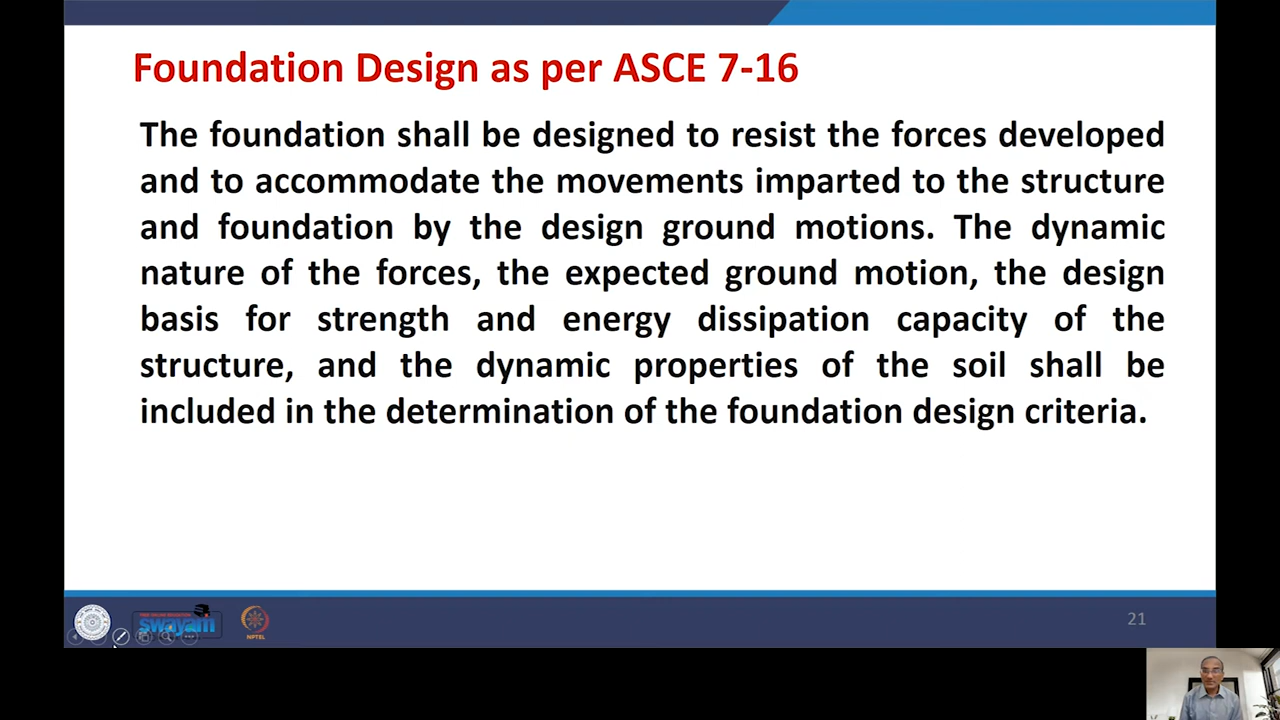 Foundation Design as per ASCE 7-16
The foundation shall be designed to resist the forces developed
and to accommodate the movements imparted to the structure
and foundation by the design ground motions. The dynamic
nature of the forces, the expected ground motion, the design
basis for strength and energy dissipation capacity of the
structure, and the dynamic properties of the soil shall be
included in the determination of the foundation design criteria.
swayam
NPTEL
21